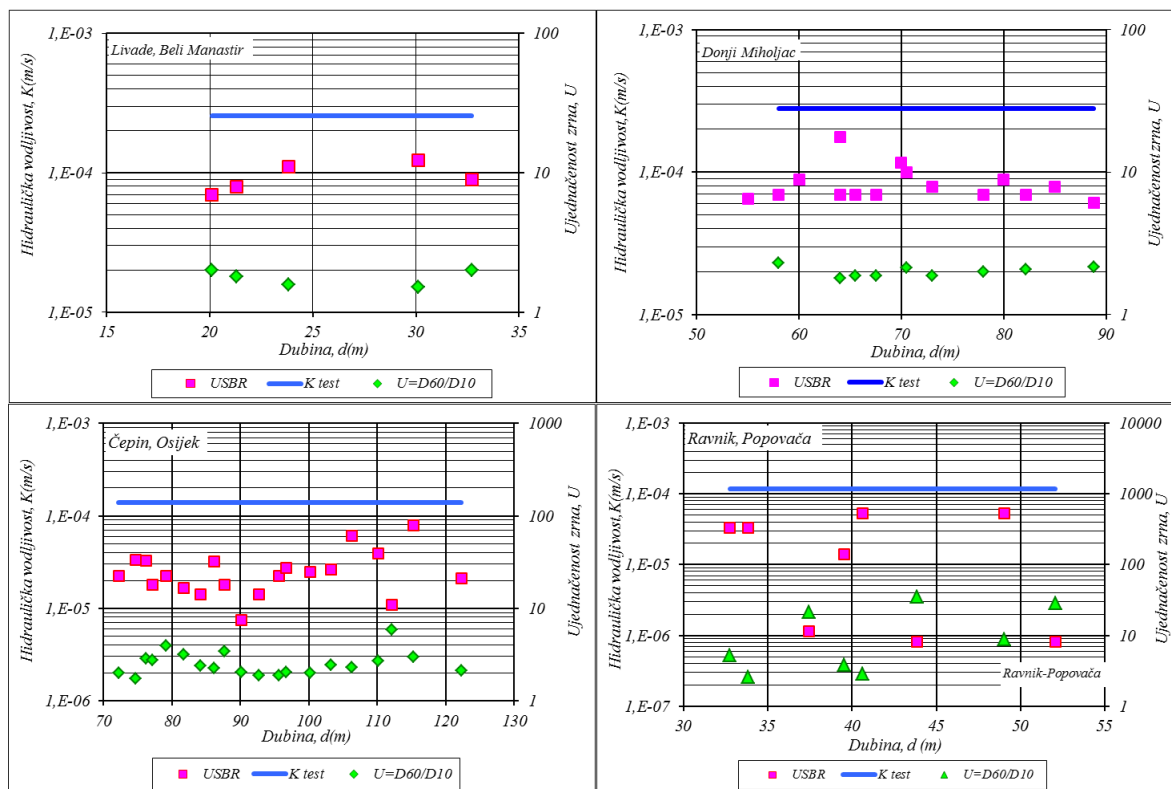 Livade, Beli Manastir
Hidraulička vodljivost, K(m/s)
1,E-03
1,E-04
1,E-05
100
10
1
Ujednačenost zrna, U
15 20 25 30 35
Dubina, d(m)
USBR K test U=D60/D10
Donji Miholjac
Hidraulička vodljivost,K(m/s)
1,E-03
1,E-04
1,E-05
100
10
1
Ujednačenost zrna, U
50 60 70 80 90
Dubina, d(m)
USBR K test U=D60/D10
Čepin, Osijek
Hidraulička vodljivost, K(m/s)
1,E-03
1,E-04
1,E-05
1,E-06
1000
100
10
1
Ujednačenost zrna, U
70 80 90 100 110 120 130
Dubina, d(m)
USBR K test U=D60/D10
Ravnik, Popovača
Hidraulička vodljivost,K(m/s)
1,E-03
1,E-04
1,E-05
1,E-06
1,E-07
10000
1000
100
10
1
Ujednačenost zrna, U
Ravnik-Popovača
30 35 40 45 50 55
Dubina, d (m)
USBR K test U=D60/D10